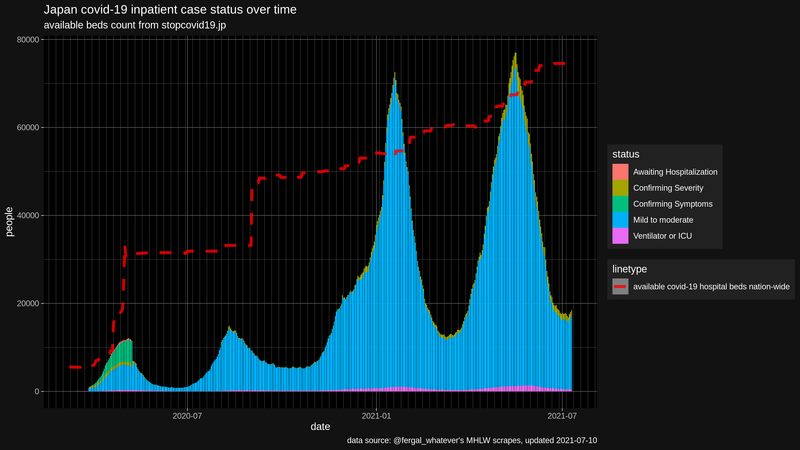 Japan covid-19 inpatient case status over time
available beds count from stopcovid19.jp
people
80000
60000
40000
20000
0
2020-07
2021-01
2021-07
date
status
Awaiting Hospitalization
Confirming Severity
Confirming Symptoms
Mild to moderate
Ventilator or ICU
linetype
available covid-19 hospital beds nation-wide
data source: @fergal_whatever's MHLW scrapes, updated 2021-07-10